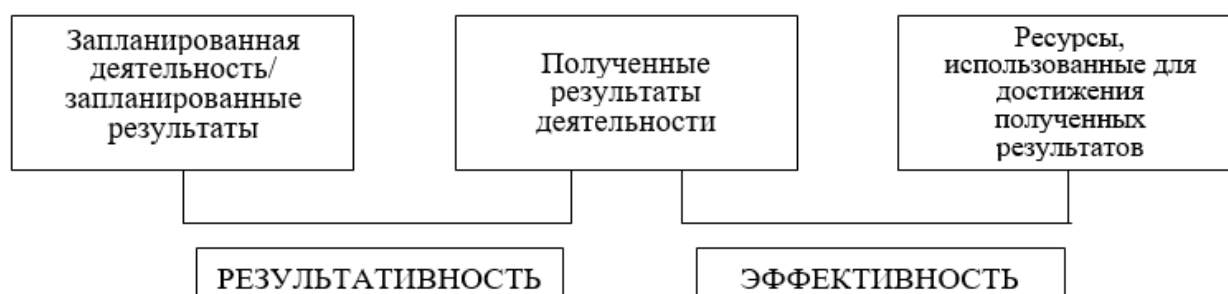 Запланированная
деятельность/
запланированные
результаты
Полученные
результаты
деятельности
Ресурсы,
использованные для
достижения
полученных
результатов
РЕЗУЛЬТАТИВНОСТЬ
ЭФФЕКТИВНОСТЬ